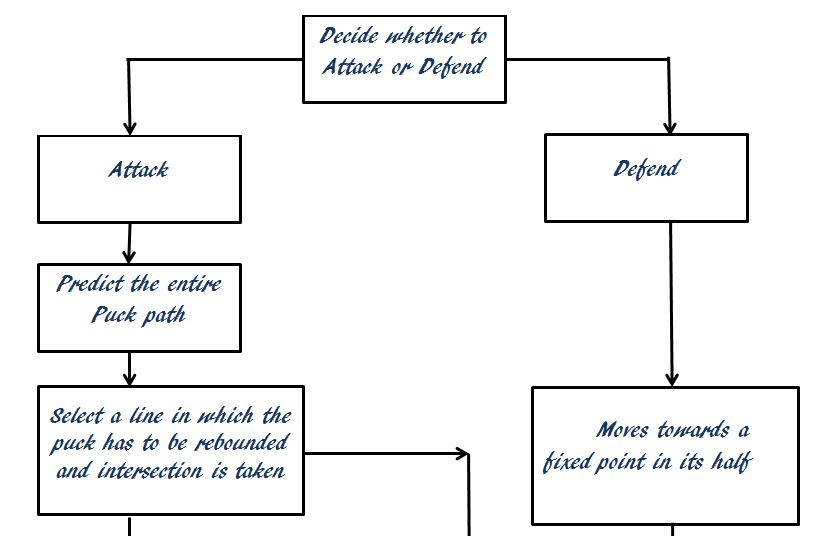 Decide whether to
Attack or Defend
Attack
Defend
Predict the entire
Puck path
Select a line in which the
puck has to be rebounded
and intersection is taken
Moves towards a
fixed point in its half